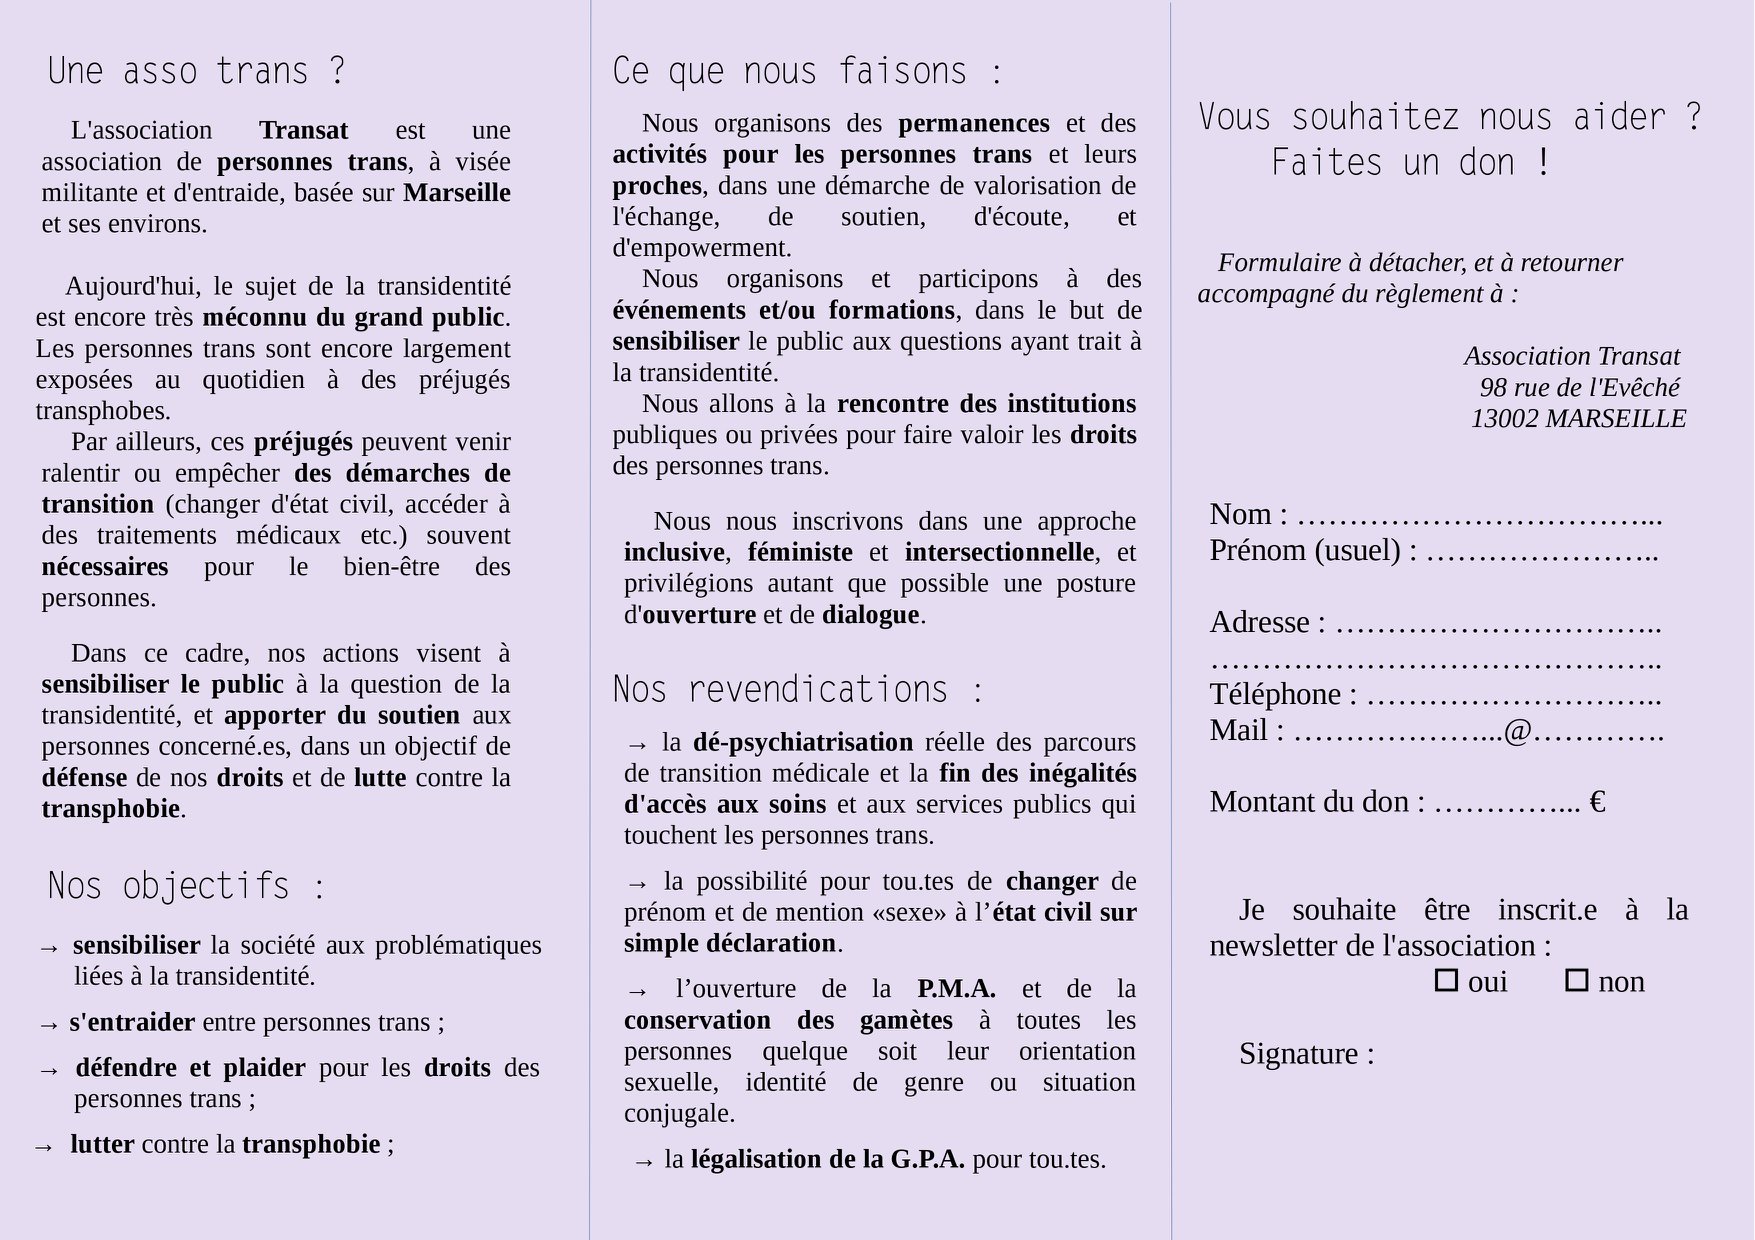 Une asso trans ?
L'association Transat est une
association de personnes trans, à visée
militante et d'entraide, basée sur Marseille
et ses environs.
Aujourd'hui, le sujet de la transidentité
est encore très méconnu du grand public.
Les personnes trans sont encore largement
exposées au quotidien à des préjugés
transphobes.
Par ailleurs, ces préjugés peuvent venir
ralentir ou empêcher des démarches de
transition (changer d'état civil, accéder à
des traitements médicaux etc.) souvent
nécessaires pour le bien-être des
personnes.
Dans ce cadre, nos actions visent à
sensibiliser le public à la question de la
transidentité, et apporter du soutien aux
personnes concerné.es, dans un objectif de
défense de nos droits et de lutte contre la
transphobie.
Nos objectifs :
→ sensibiliser la société aux problématiques
liées à la transidentité.
→ s'entraider entre personnes trans ;
→ défendre et plaider pour les droits des
personnes trans ;
→ lutter contre la transphobie ;
Ce que nous faisons :
Nous organisons des permanences et des
activités pour les personnes trans et leurs
proches, dans une démarche de valorisation de
l'échange, de soutien, d'écoute, et
d'empowerment.
Nous organisons et participons à des
événements et/ou formations, dans le but de
sensibiliser le public aux questions ayant trait à
la transidentité.
Nous allons à la rencontre des institutions
publiques ou privées pour faire valoir les droits
des personnes trans.
Nous nous inscrivons dans une approche
inclusive, féministe et intersectionnelle, et
privilégions autant que possible une posture
d'ouverture et de dialogue.
Nos revendications :
→ la dé-psychiatrisation réelle des parcours
de transition médicale et la fin des inégalités
d'accès aux soins et aux services publics qui
touchent les personnes trans.
→ la possibilité pour tou.tes de changer de
prénom et de mention «sexe» à l’état civil sur
simple déclaration.
→ l’ouverture de la P.M.A. et de la
conservation des gamètes à toutes les
personnes quelque soit leur orientation
sexuelle, identité de genre ou situation
conjugale.
→ la légalisation de la G.P.A. pour tou.tes.
Vous souhaitez nous aider ?
Faites un don !
Formulaire à détacher, et à retourner
accompagné du règlement à :
Association Transat
98 rue de l'Evêché
13002 MARSEILLE
Nom : ……………………………...
Prénom (usuel) : …………………..
Adresse : …………………………..
……………………………………..
Téléphone : ………………………..
Mail : ………………...@………….
Montant du don : …………... €
Je souhaite être inscrit.e à la
newsletter de l'association :
☐ oui ☐ non
Signature :